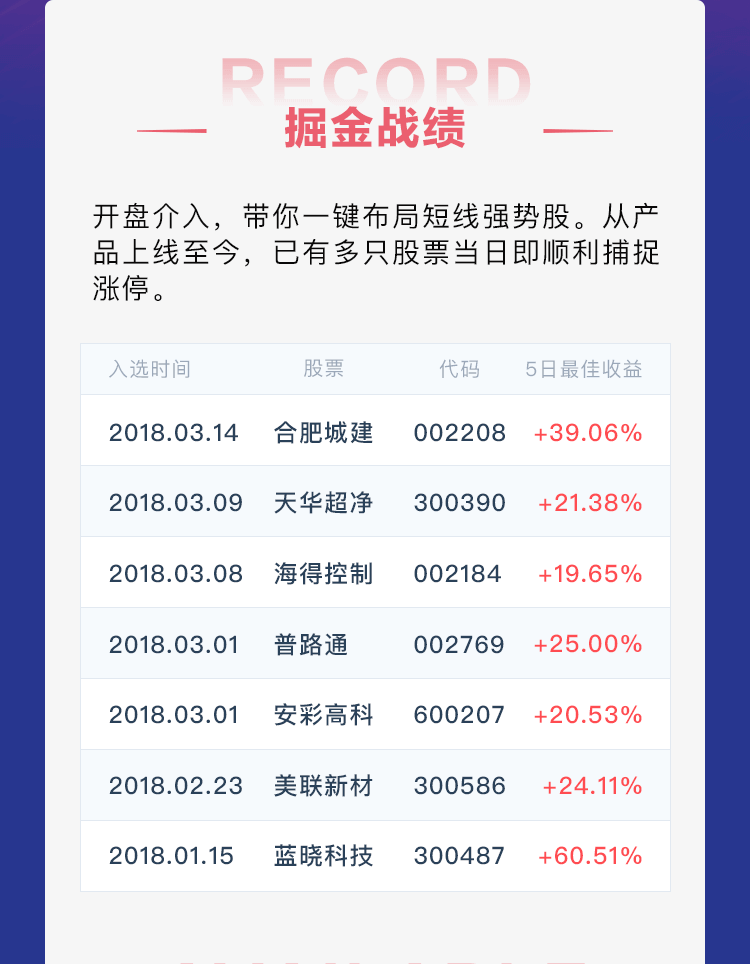 RECORD
掘金战绩
开盘介入，带你一键布局短线强势股。从产
品上线至今，已有多只股票当日即顺利捕捉
涨停。
入选时间 股票 代码 5日最佳收益
2018.03.14 合肥城建 002208 +39.06%
2018.03.09 天华超净 300390 +21.38%
2018.03.08 海得控制 002184 +19.65%
2018.03.01 普路通 002769 +25.00%
2018.03.01 安彩高科 600207 +20.53%
2018.02.23 美联新材 300586 +24.11%
2018.01.15 蓝晓科技 300487 +60.51%